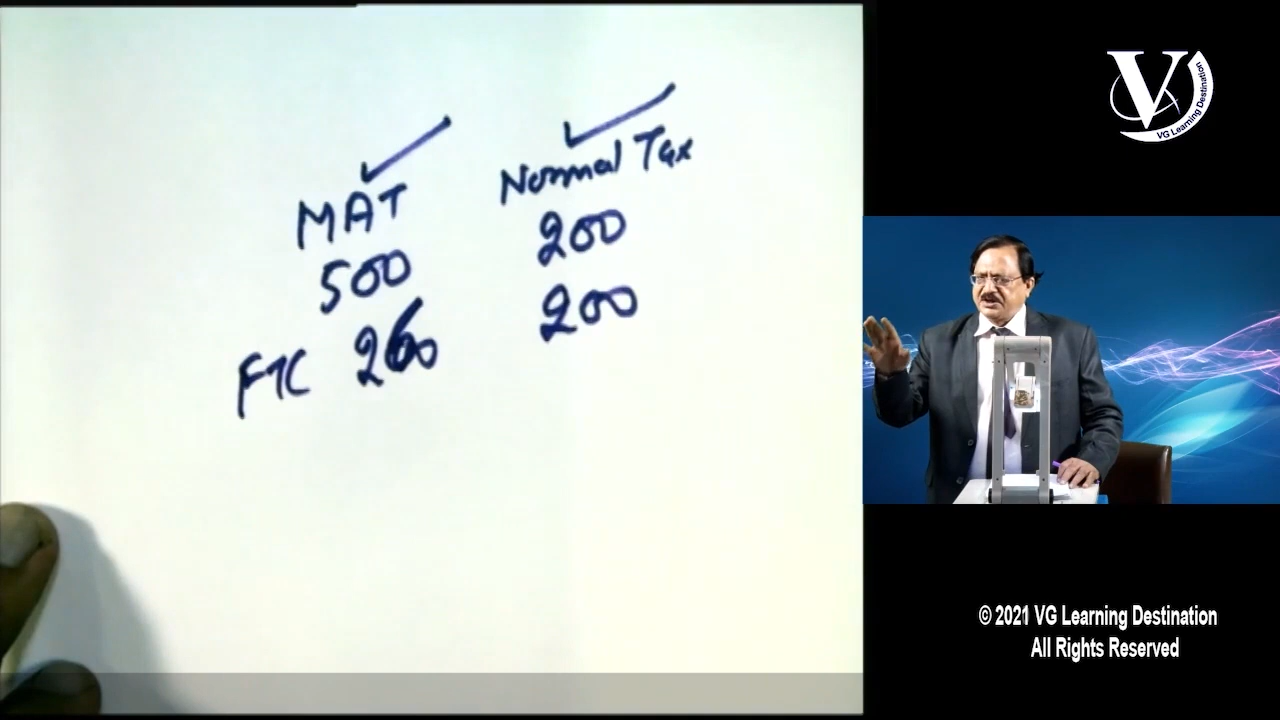 MAT Normal Tax
500 200
FTC 260 200
V
VG Learning Destination
© 2021 VG Learning Destination
All Rights Reserved